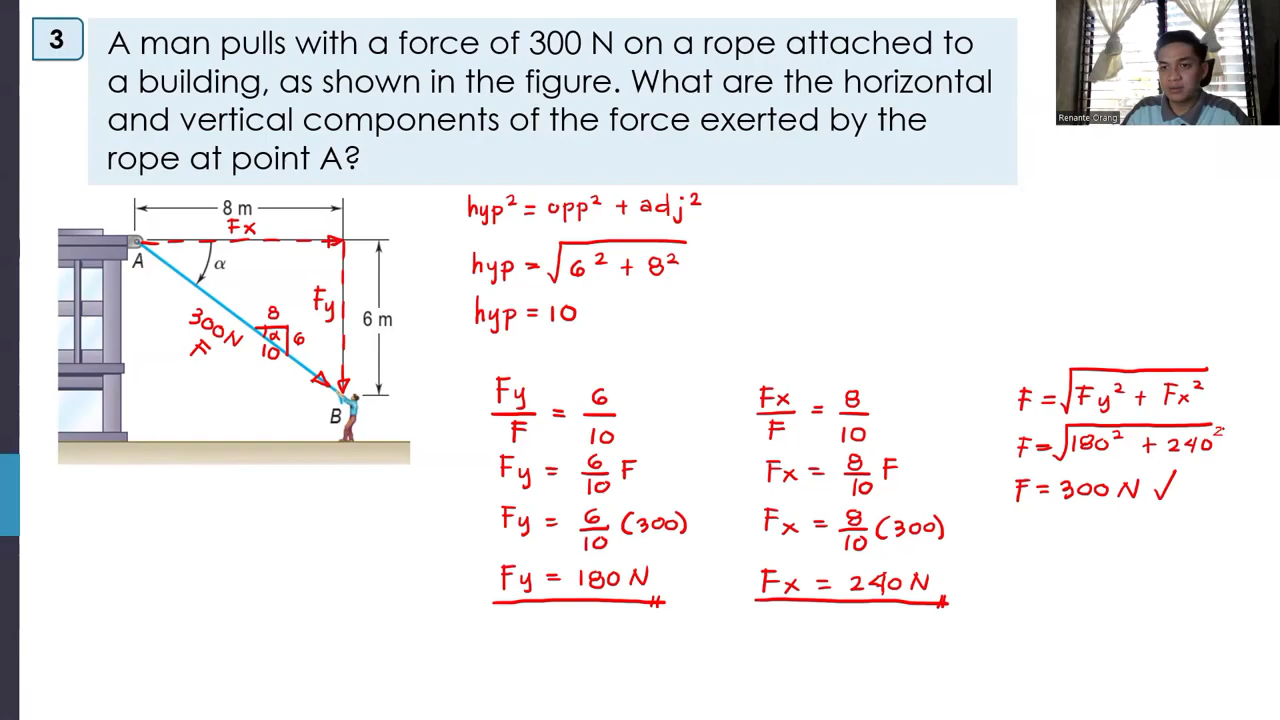 3
A man pulls with a force of 300 N on a rope attached to
a building, as shown in the figure. What are the horizontal
and vertical components of the force exerted by the
rope at point A?
Renante Orang
8 m
Fx
A
α
Fy
6 m
300N
F
8
α
6
10
B
hyp² = opp² + adj²
hyp = √6² + 8²
hyp = 10
Fy/F = 6/10
Fy = 6/10 F
Fy = 6/10 (300)
Fy = 180 N
Fx/F = 8/10
Fx = 8/10 F
Fx = 8/10 (300)
Fx = 240 N
F = √Fy² + Fx²
F = √180² + 240²
F = 300 N ✓